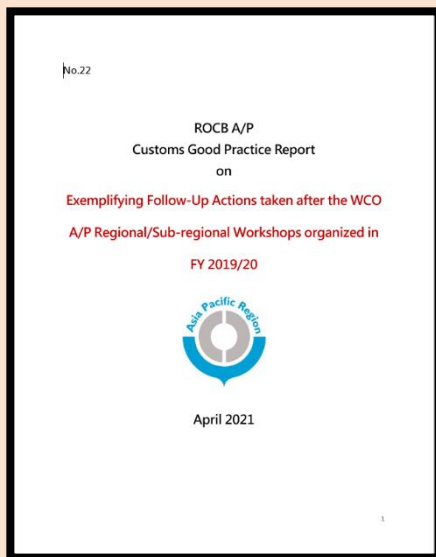 No.22
ROCB A/P
Customs Good Practice Report
on
Exemplifying Follow-Up Actions taken after the WCO
A/P Regional/Sub-regional Workshops organized in
FY 2019/20
Asia Pacific Region
April 2021
1